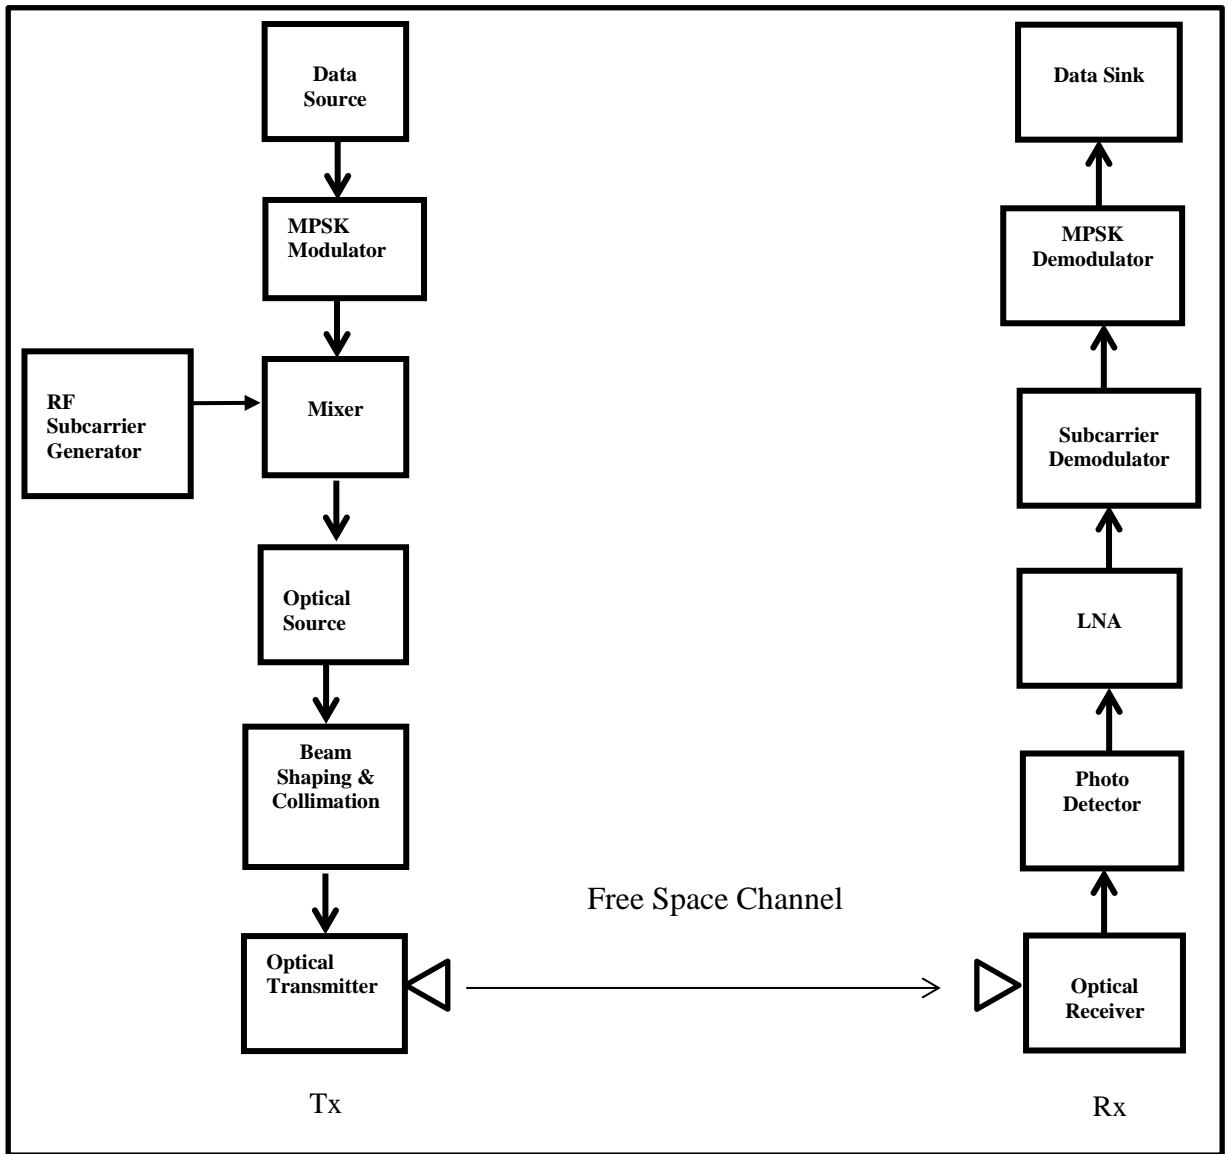 Data
Source
MPSK
Modulator
RF
Subcarrier
Generator
Mixer
Optical
Source
Beam
Shaping &
Collimation
Optical
Transmitter
Tx
Free Space Channel
Data Sink
MPSK
Demodulator
Subcarrier
Demodulator
LNA
Photo
Detector
Optical
Receiver
Rx